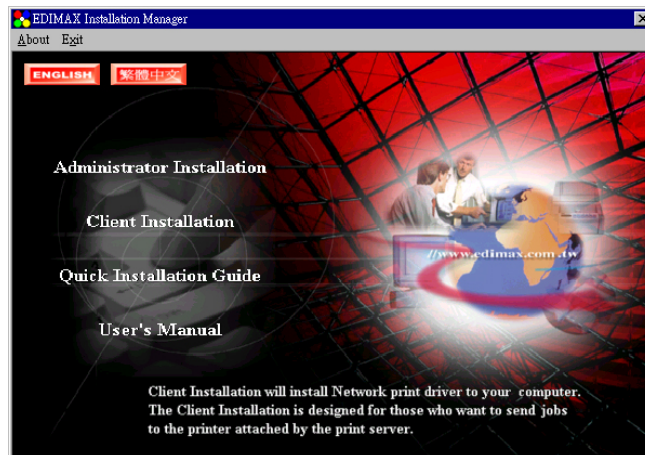 EDIMAX Installation Manager
About Exit
ENGLISH 繁體中文
Administrator Installation
Client Installation
Quick Installation Guide
User's Manual
//www.edimax.com.tw
Client Installation will install Network print driver to your computer.
The Client Installation is designed for those who want to send jobs
to the printer attached by the print server.